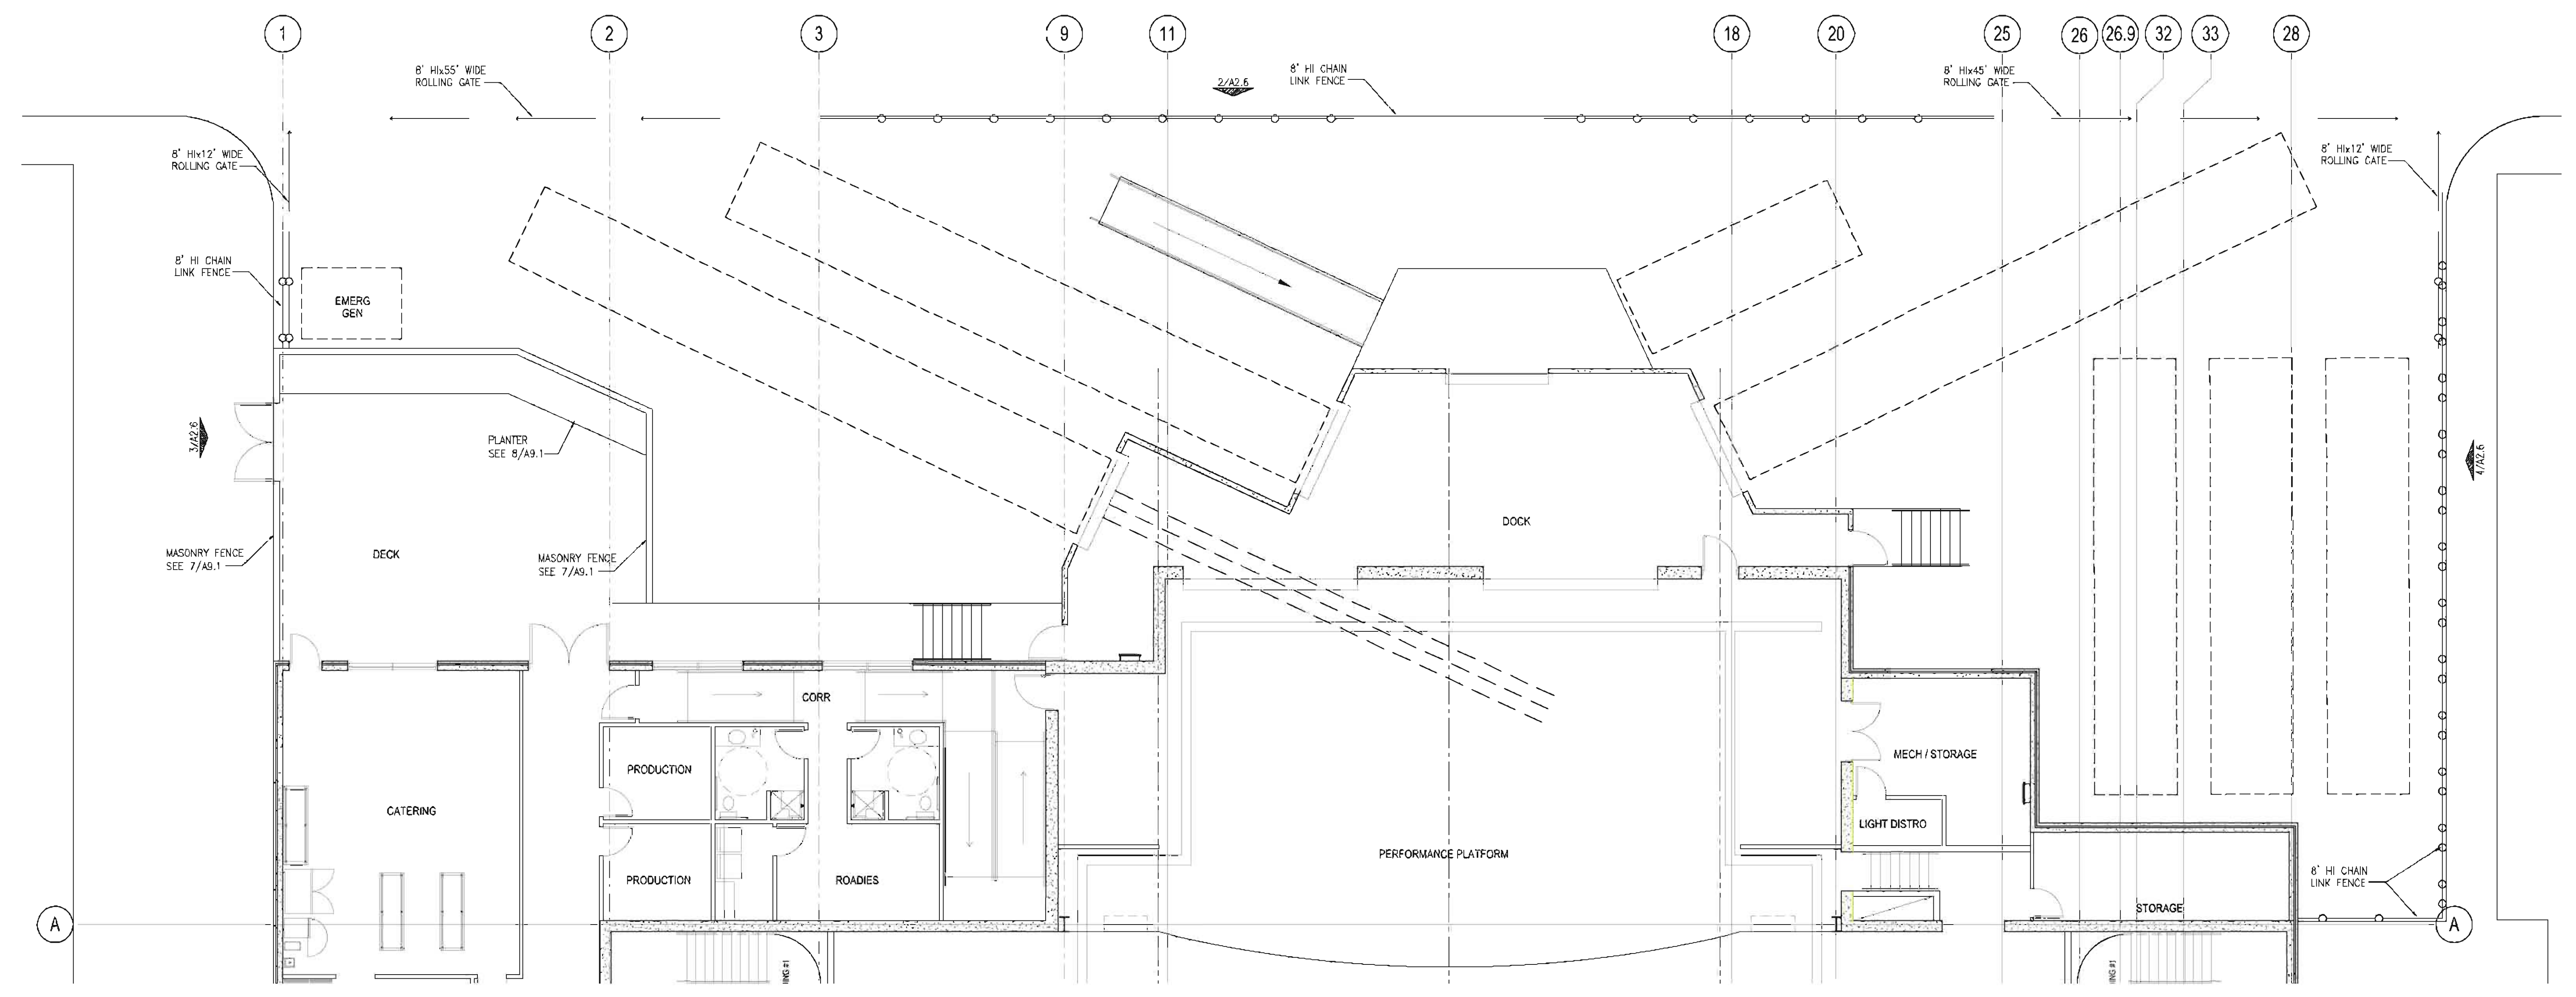 1
2
3
9
11
18
20
25
26
26.9
32
33
28
8' HIx55' WIDE
ROLLING GATE
2/A2.6
8' HI CHAIN
LINK FENCE
8' HIx45' WIDE
ROLLING GATE
8' HIx12' WIDE
ROLLING GATE
8' HIx12' WIDE
ROLLING GATE
8' HI CHAIN
LINK FENCE
EMERG
GEN
3/A2.6
PLANTER
SEE 8/A9.1
4/A2.6
DOCK
MASONRY FENCE
SEE 7/A9.1
DECK
MASONRY FENCE
SEE 7/A9.1
CORR
MECH / STORAGE
PRODUCTION
CATERING
LIGHT DISTRO
PERFORMANCE PLATFORM
PRODUCTION
ROADIES
8' HI CHAIN
LINK FENCE
STORAGE
A
A